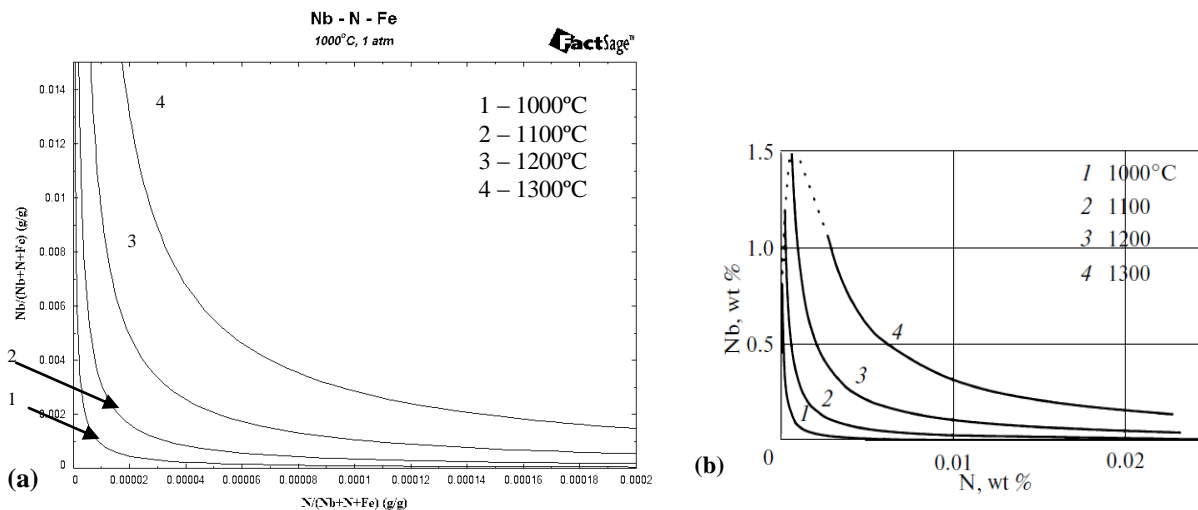 Nb - N - Fe
1000°C, 1 atm
FactSage™
0.014
0.012
0.01
0.008
0.006
0.004
0.002
0
Nb/(Nb+N+Fe) (g/g)
4
3
2
1
1 – 1000ºC
2 – 1100ºC
3 – 1200ºC
4 – 1300ºC
0 0.00002 0.00004 0.00006 0.00008 0.0001 0.00012 0.00014 0.00016 0.00018 0.0002
N/(Nb+N+Fe) (g/g)
(a)
1.5
1.0
0.5
Nb, wt %
1 1000°C
2 1100
3 1200
4 1300
4
3
2
1
0 0.01 0.02
N, wt %
(b)